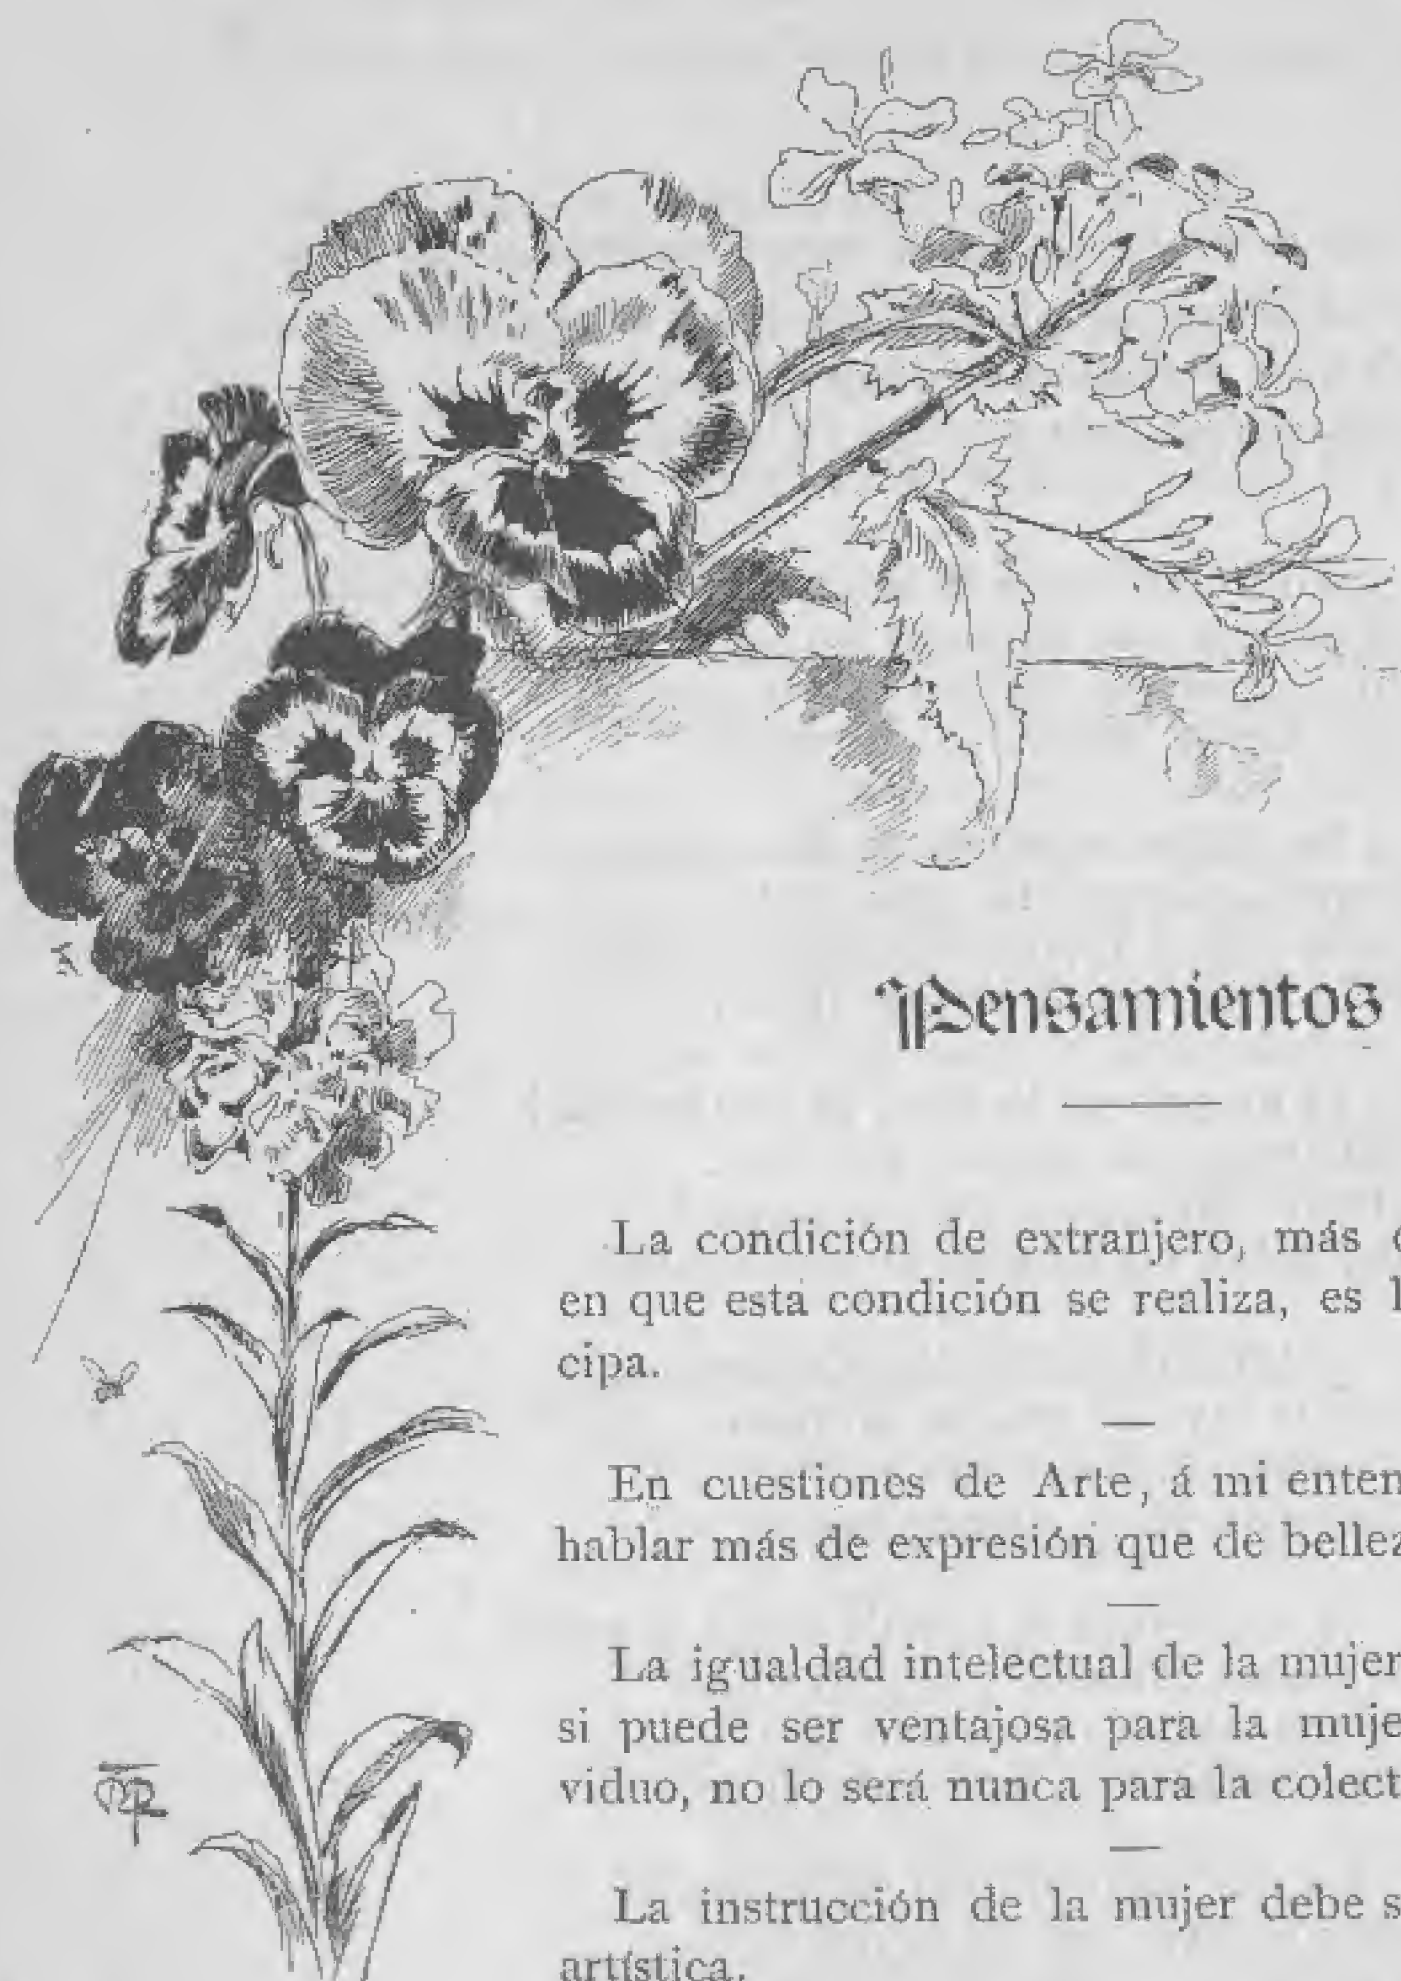 Pensamientos
La condición de extranjero, más
en que esta condición se realiza, es
cipa.
En cuestiones de Arte, á mi enten
hablar más de expresión que de bellez
La igualdad intelectual de la mujer
si puede ser ventajosa para la muje
viduo, no lo será nunca para la colect
La instrucción de la mujer debe s
artística.